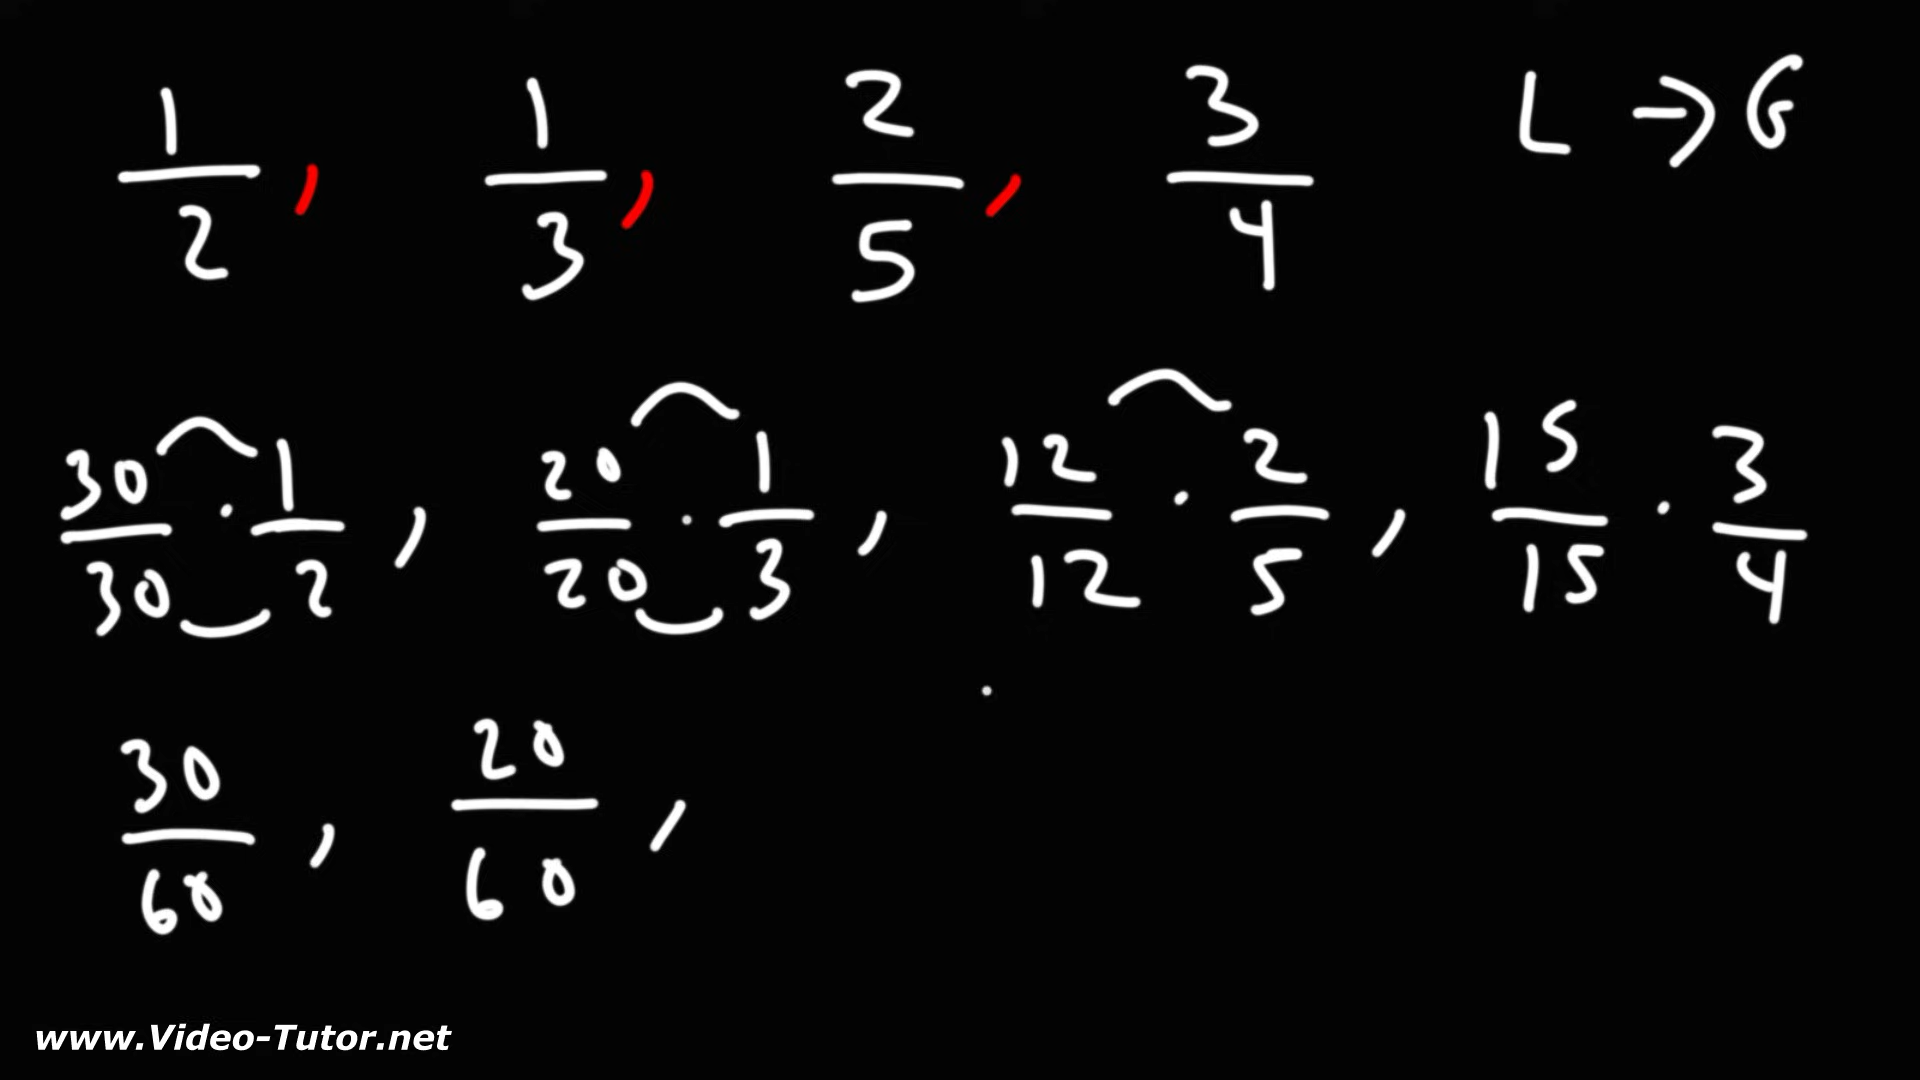 1/2, 1/3, 2/5, 3/4 L → G
30/30 · 1/2, 20/20 · 1/3, 12/12 · 2/5, 15/15 · 3/4
30/60, 20/60,
www.Video-Tutor.net